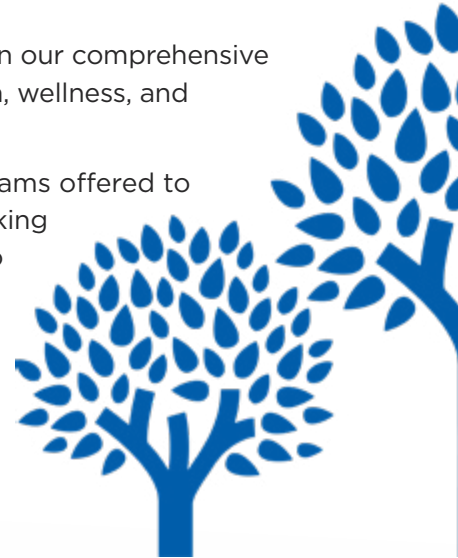 n our comprehensive
, wellness, and
ams offered to
king